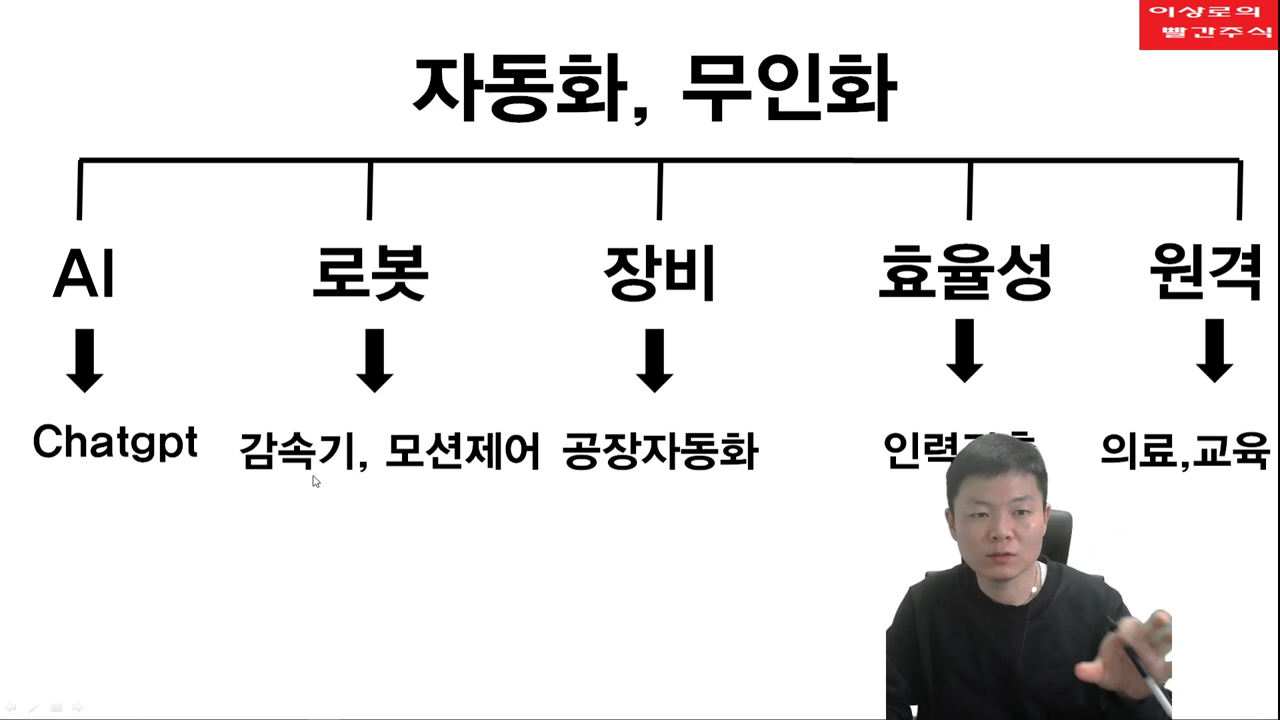 이상로의
빨간주식
자동화, 무인화
AI 로봇 장비 효율성 원격
Chatgpt 감속기, 모션제어 공장자동화 의료,교육